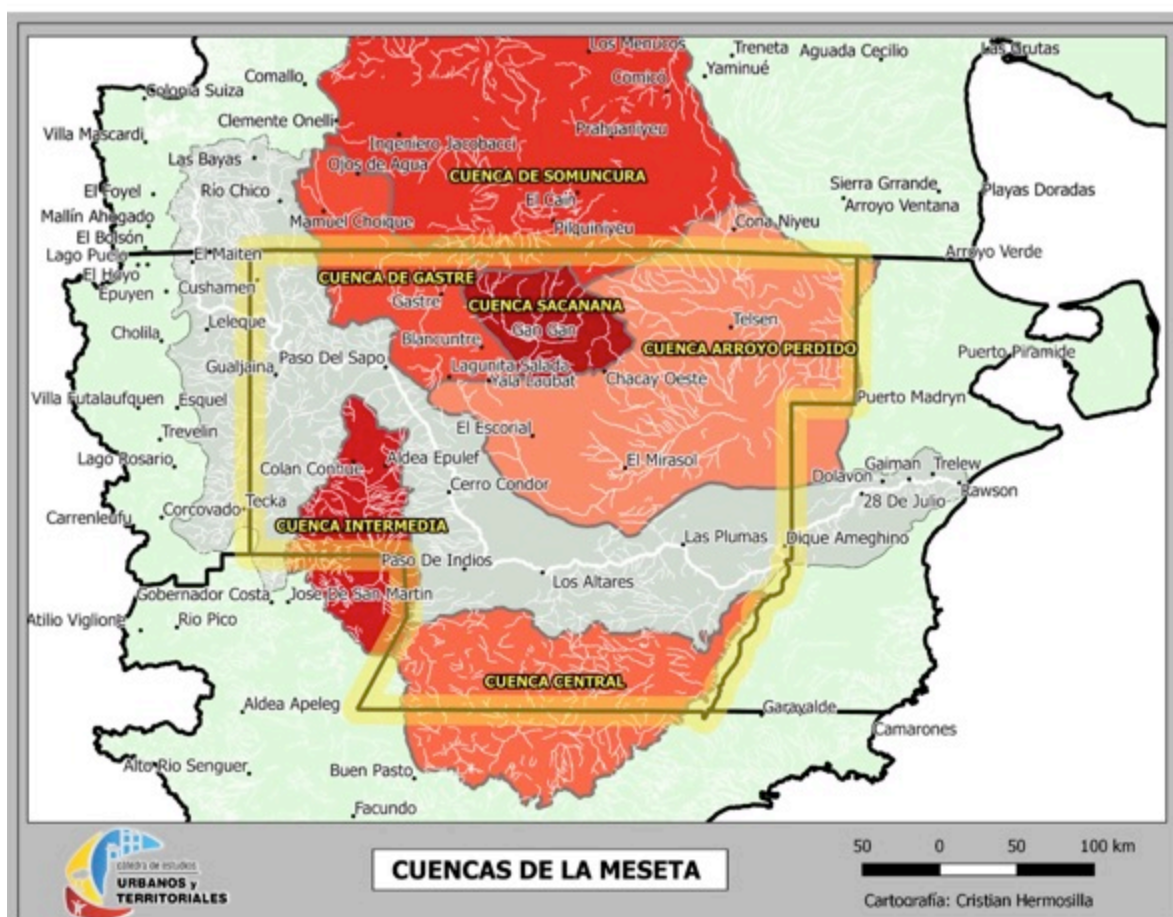 Los Menucos
Treneta
Aguada Cecilio
Las Grutas
Comallo
Comicó
Yaminué
Colonia Suiza
Clemente Onelli
Villa Mascardi
Ingeniero Jacobacci
Prahuaniyeu
Las Bayas
Ojos de Agua
CUENCA DE SOMUNCURA
El Foyel
Rio Chico
El Cain
Sierra Grrande
Playas Doradas
Arroyo Ventana
Mallín Ahogado
Mamuel Choique
Pilquiniyeu
Cona Niyeu
El Bolsón
Lago Puelo
El Maiten
Arroyo Verde
El Hoyo
Epuyen
Cushamen
CUENCA DE GASTRE
Gastre
CUENCA SACANANA
Cholila
Leleque
Gan Gan
Telsen
Blancuntre
CUENCA ARROYO PERDIDO
Gualjaina
Paso Del Sapo
Lagunita Salada
Yala Laubat
Chacay Oeste
Puerto Piramide
Villa Futalaufquen
Esquel
Puerto Madryn
Trevelin
El Escorial
Lago Rosario
Colan Conhue
Aldea Epulef
El Mirasol
Gaiman
Trelew
Dolavon
Cerro Condor
28 De Julio
Rawson
Carrenleufu
Corcovado
Tecka
CUENCA INTERMEDIA
Las Plumas
Dique Ameghino
Paso De Indios
Los Altares
Gobernador Costa
Jose De San Martin
Atilio Viglione
Rio Pico
CUENCA CENTRAL
Aldea Apeleg
Garayalde
Camarones
Alto Rio Senguer
Buen Pasto
Facundo
cátedra de estudios
URBANOS y
TERRITORIALES
CUENCAS DE LA MESETA
50 0 50 100 km
Cartografía: Cristian Hermosilla